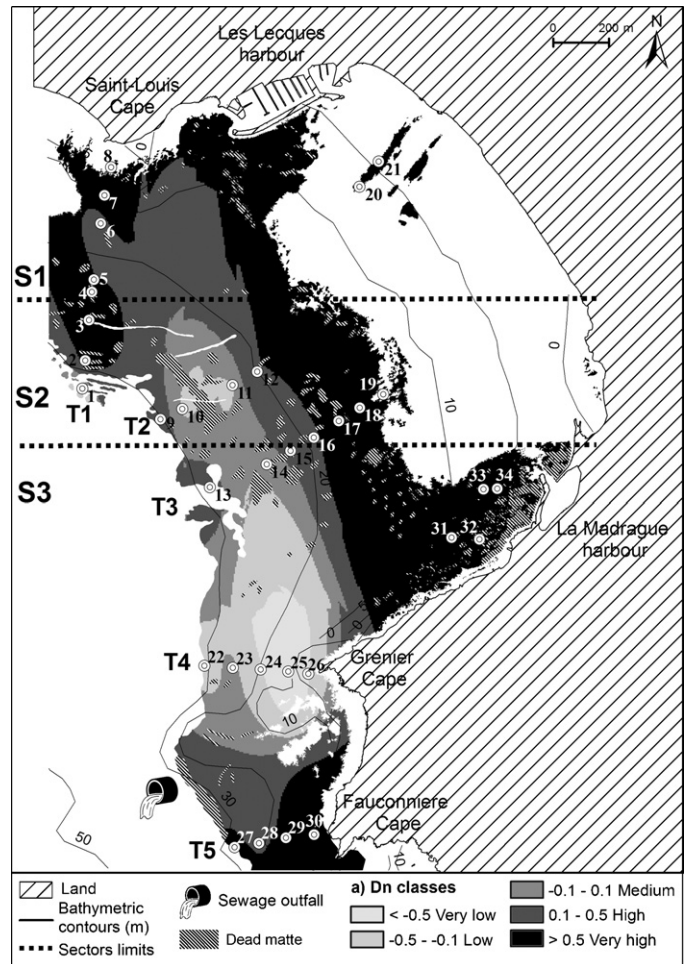 Les Lecques
harbour
0 200 m
N
Saint-Louis
Cape
0
8
21
20
7
6
5
S1
4
3
0
2
12
19
11
10
S2
1
10
18
T1
T2
9
17
16
15
14
S3
33
34
13
20
T3
31
32
La Madrague
harbour
5
0
0
T4
22
23
24
25
26
Grenier
Cape
10
30
Fauconniere
Cape
50
30
29
28
27
T5
10
Land
Bathymetric
contours (m)
Sectors limits
Sewage outfall
Dead matte
a) Dn classes
< -0.5 Very low
-0.5 - -0.1 Low
-0.1 - 0.1 Medium
0.1 - 0.5 High
> 0.5 Very high